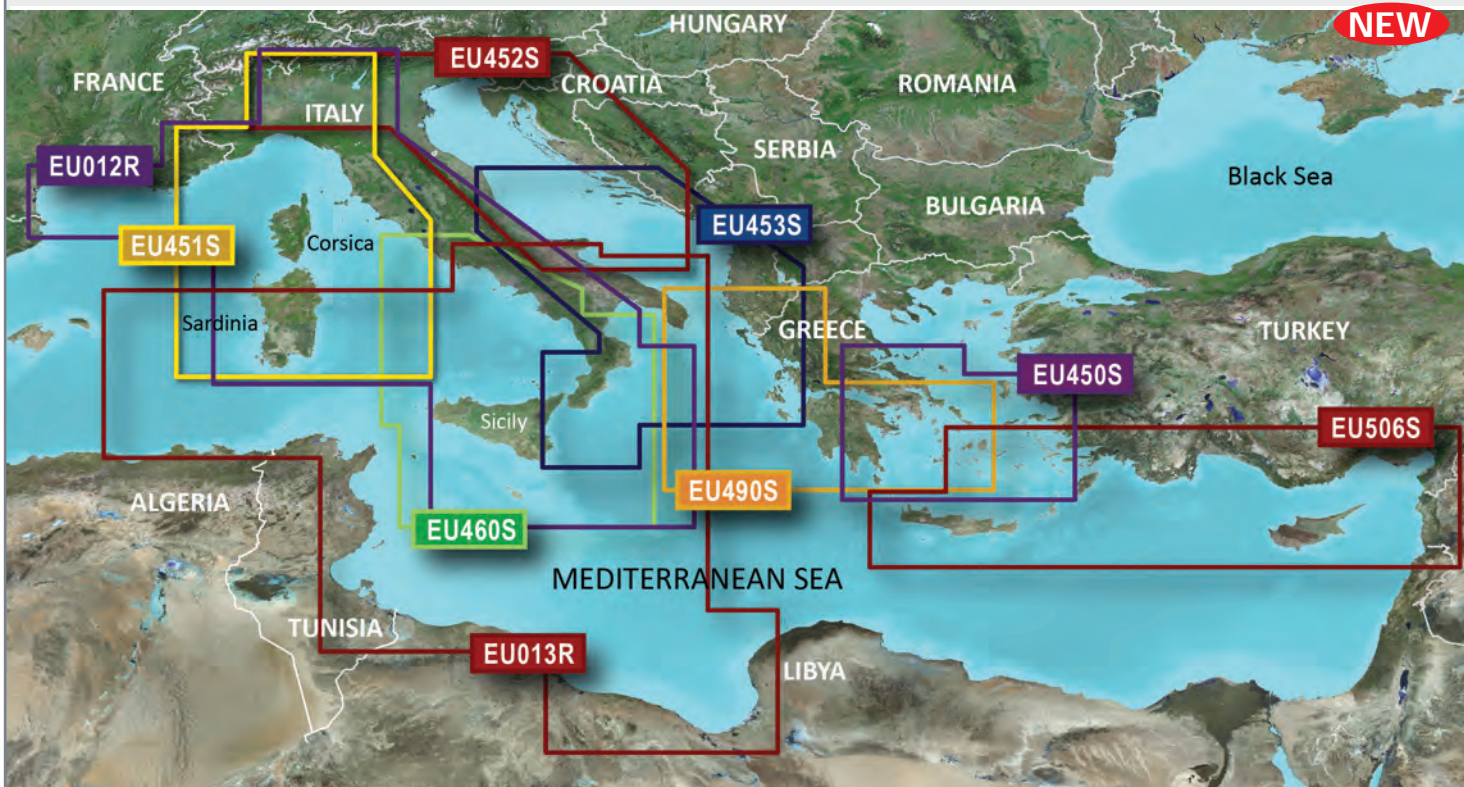 NEW
HUNGARY
EU452S
FRANCE
CROATIA
ROMANIA
ITALY
SERBIA
EU012R
Black Sea
BULGARIA
EU453S
EU451S
Corsica
Sardinia
GREECE
TURKEY
EU450S
Sicily
EU506S
EU490S
ALGERIA
EU460S
MEDITERRANEAN SEA
TUNISIA
EU013R
LIBYA